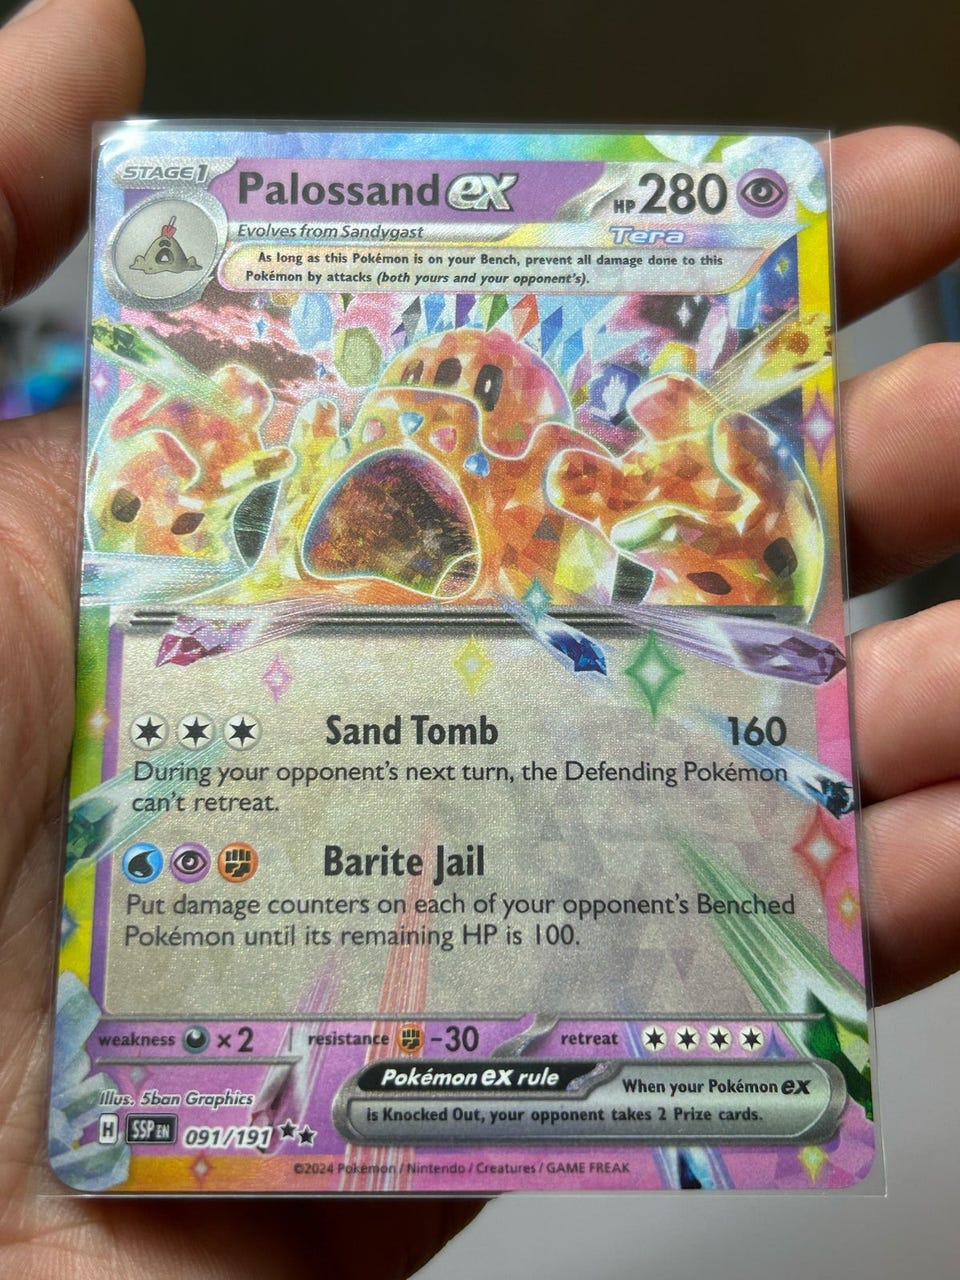 STAGE 1 Palossand ex HP 280
Evolves from Sandygast Tera
As long as this Pokémon is on your Bench, prevent all damage done to this
Pokémon by attacks (both yours and your opponent's).
Sand Tomb 160
During your opponent's next turn, the Defending Pokémon
can't retreat.
Barite Jail
Put damage counters on each of your opponent's Benched
Pokémon until its remaining HP is 100.
weakness ×2 resistance -30 retreat
Pokémon ex rule When your Pokémon ex
is Knocked Out, your opponent takes 2 Prize cards.
Illus. 5ban Graphics
H SSP EN 091/191
©2024 Pokémon / Nintendo / Creatures / GAME FREAK